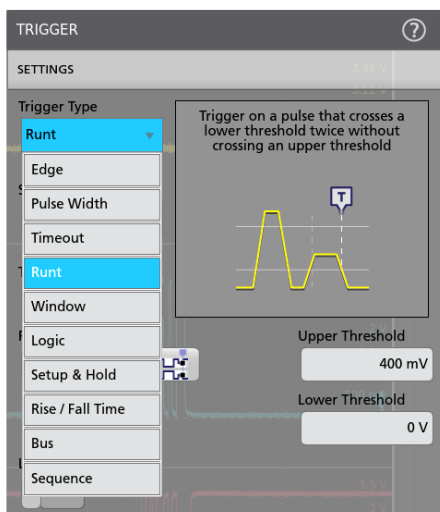 TRIGGER
?
SETTINGS
3.36 V
Trigger Type
Runt
Edge
Pulse Width
Timeout
Runt
Window
Logic
Setup & Hold
Rise / Fall Time
Bus
Sequence
Trigger on a pulse that crosses a
lower threshold twice without
crossing an upper threshold
T
Upper Threshold
400 mV
Lower Threshold
0 V
3.5 V
3 V